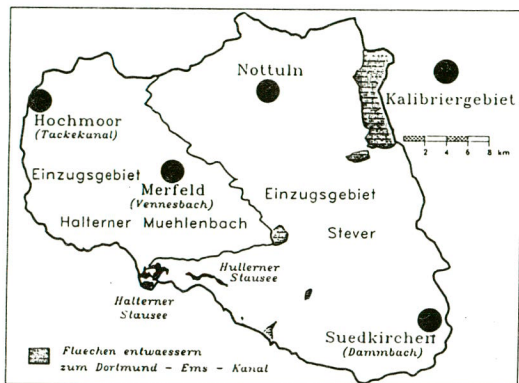 Nottuln
Kalibriergebiet
2 4 6 8 km
Hochmoor
(Tackekanal)
Einzugsgebiet
Merfeld
(Vennesbach)
Halterner Muehlenbach
Einzugsgebiet
Stever
Hullerner
Stausee
Halterner
Stausee
Suedkirchen
(Dammbach)
Fluechen entwaessern
zum Dortmund - Ems - Kanal